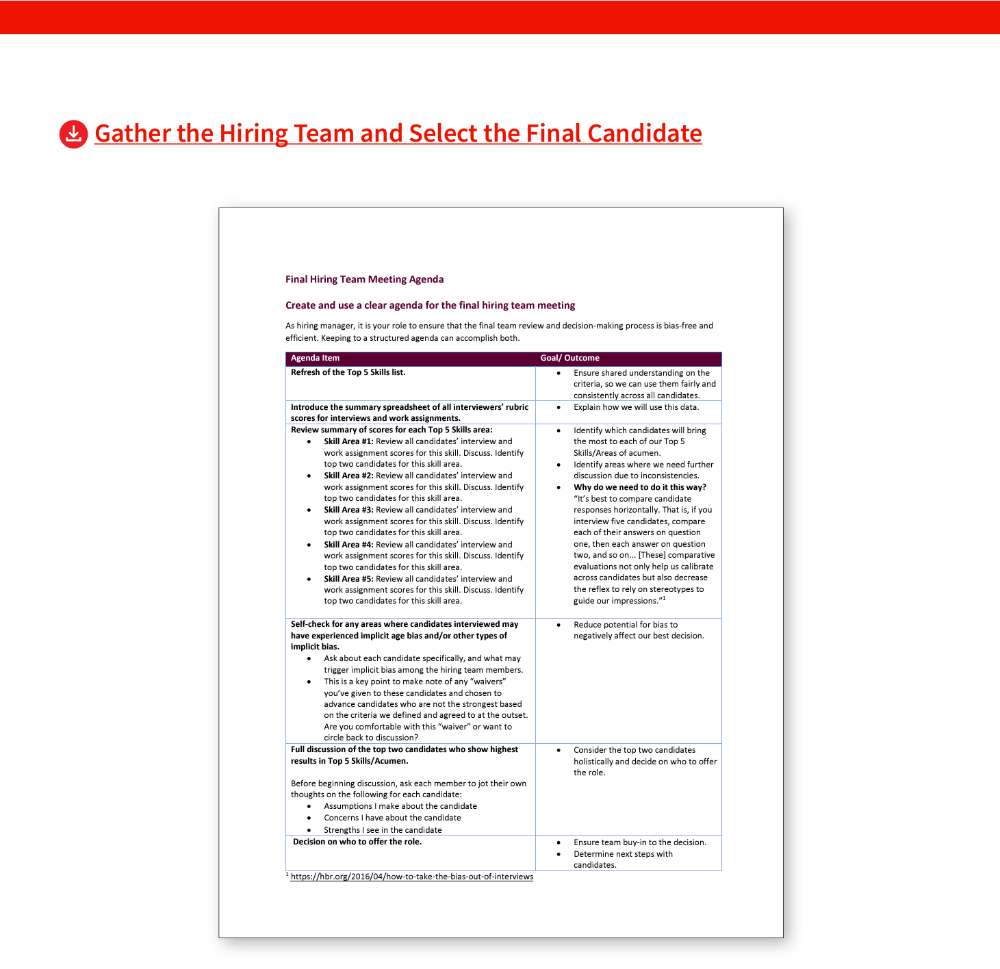 Gather the Hiring Team and Select the Final Candidate
Final Hiring Team Meeting Agenda
Create and use a clear agenda for the final hiring team meeting
As hiring manager, it is your role to ensure that the final team review and decision-making process is bias-free and
efficient. Keeping to a structured agenda can accomplish both.
Agenda Item
Goal/ Outcome
Refresh of the Top 5 Skills list.
• Ensure shared understanding on the
criteria, so we can use them fairly and
consistently across all candidates.
Introduce the summary spreadsheet of all interviewers’ rubric
scores for interviews and work assignments.
• Explain how we will use this data.
Review summary of scores for each Top 5 Skills area:
• Skill Area #1: Review all candidates’ interview and
work assignment scores for this skill. Discuss. Identify
top two candidates for this skill area.
• Skill Area #2: Review all candidates’ interview and
work assignment scores for this skill. Discuss. Identify
top two candidates for this skill area.
• Skill Area #3: Review all candidates’ interview and
work assignment scores for this skill. Discuss. Identify
top two candidates for this skill area.
• Skill Area #4: Review all candidates’ interview and
work assignment scores for this skill. Discuss. Identify
top two candidates for this skill area.
• Skill Area #5: Review all candidates’ interview and
work assignment scores for this skill. Discuss. Identify
top two candidates for this skill area.
• Identify which candidates will bring
the most to each of our Top 5
Skills/Areas of acumen.
• Identify areas where we need further
discussion due to inconsistencies.
• Why do we need to do it this way?
“It’s best to compare candidate
responses horizontally. That is, if you
interview five candidates, compare
each of their answers on question
one, then each answer on question
two, and so on... [These] comparative
evaluations not only help us calibrate
across candidates but also decrease
the reflex to rely on stereotypes to
guide our impressions.”1
Self-check for any areas where candidates interviewed may
have experienced implicit age bias and/or other types of
implicit bias.
• Ask about each candidate specifically, and what may
trigger implicit bias among the hiring team members.
• This is a key point to make note of any “waivers”
you’ve given to these candidates and chosen to
advance candidates who are not the strongest based
on the criteria we defined and agreed to at the outset.
Are you comfortable with this “waiver” or want to
circle back to discussion?
• Reduce potential for bias to
negatively affect our best decision.
Full discussion of the top two candidates who show highest
results in Top 5 Skills/Acumen.
Before beginning discussion, ask each member to jot their own
thoughts on the following for each candidate:
• Assumptions I make about the candidate
• Concerns I have about the candidate
• Strengths I see in the candidate
• Consider the top two candidates
holistically and decide on who to offer
the role.
Decision on who to offer the role.
• Ensure team buy-in to the decision.
• Determine next steps with
candidates.
1 https://hbr.org/2016/04/how-to-take-the-bias-out-of-interviews